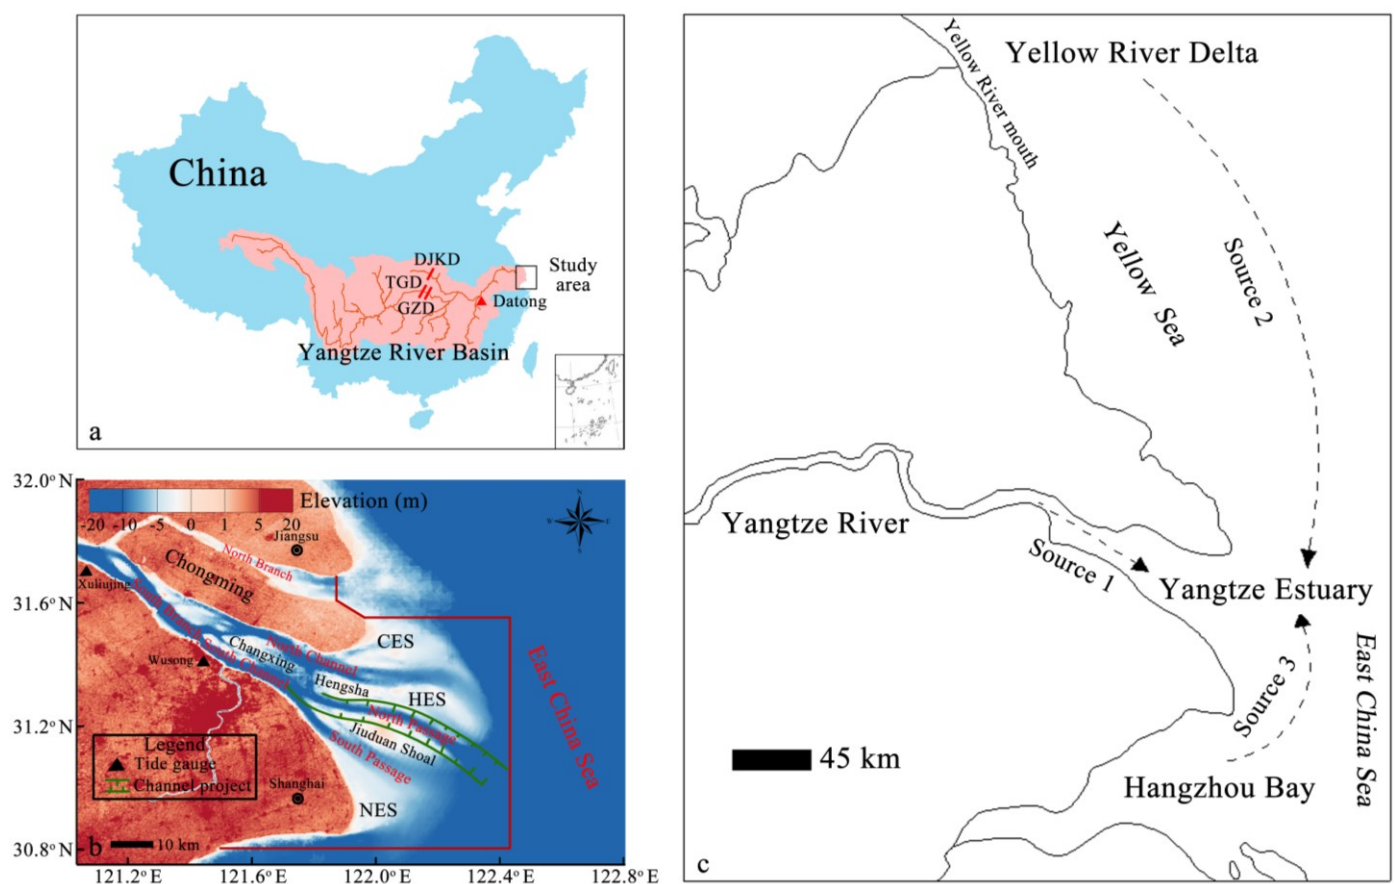 China
DJKD
TGD
GZD
Study
area
Datong
Yangtze River Basin
a
32.0° N
31.6° N
31.2° N
30.8° N
Elevation (m)
-20 -10 -5 0 1 5 20
Jiangsu
North Branch
Chongming
Xuliujing
South Branch
Wusong
South Channel
Changxing
North Channel
CES
Hengsha
HES
North Passage
Jiuduan Shoal
South Passage
East China Sea
Legend
Tide gauge
Channel project
Shanghai
NES
N
W
E
S
b
10 km
121.2° E 121.6° E 122.0° E 122.4° E 122.8° E
Yellow River mouth
Yellow River Delta
Yellow Sea
Source 2
Yangtze River
Source 1
Yangtze Estuary
Source 3
East China Sea
45 km
Hangzhou Bay
c